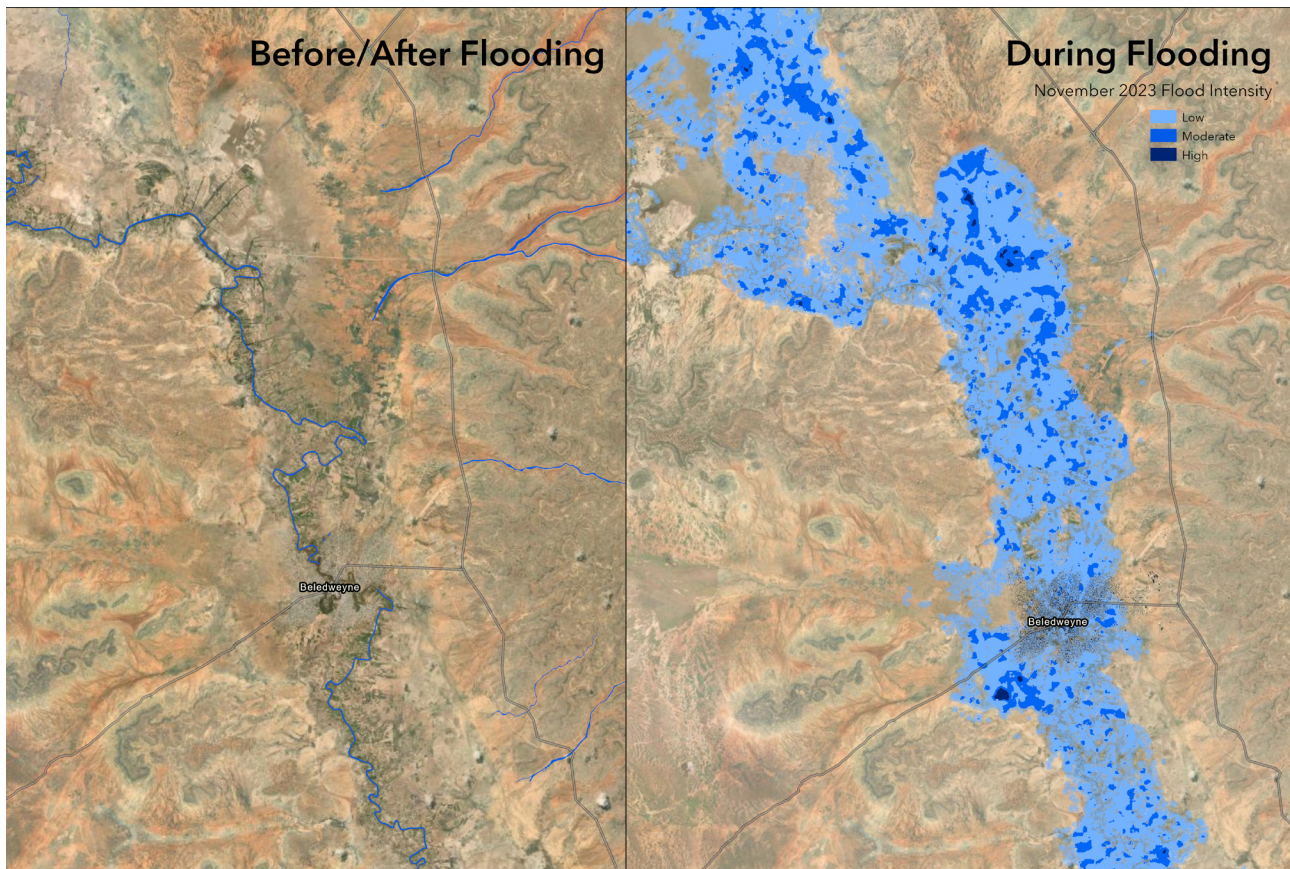 Before/After Flooding
Beledweyne
During Flooding
November 2023 Flood Intensity
Low
Moderate
High
Beledweyne